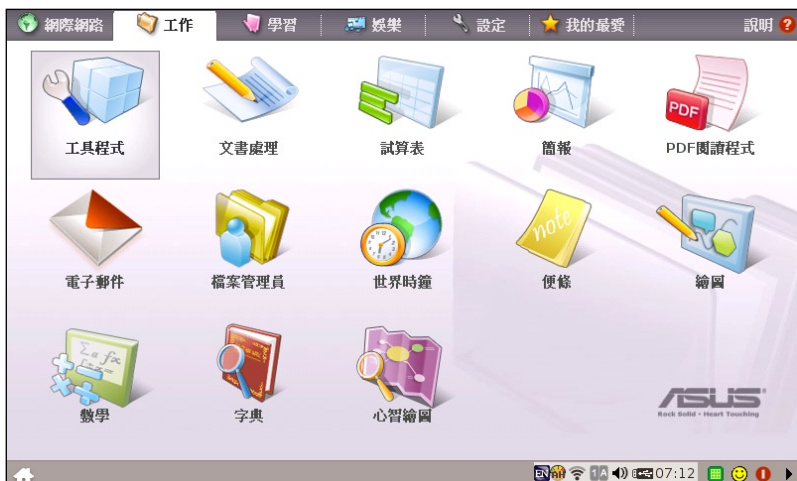 網際網路 工作 學習 娛樂 設定 我的最愛 說明 ?
工具程式 文書處理 試算表 簡報 PDF PDF閱讀程式
電子郵件 檔案管理員 世界時鐘 note 便條 繪圖
Σa fx
數學 字典 心智繪圖
ASUS
Rock Solid • Heart Touching
EN 1 A 07:12